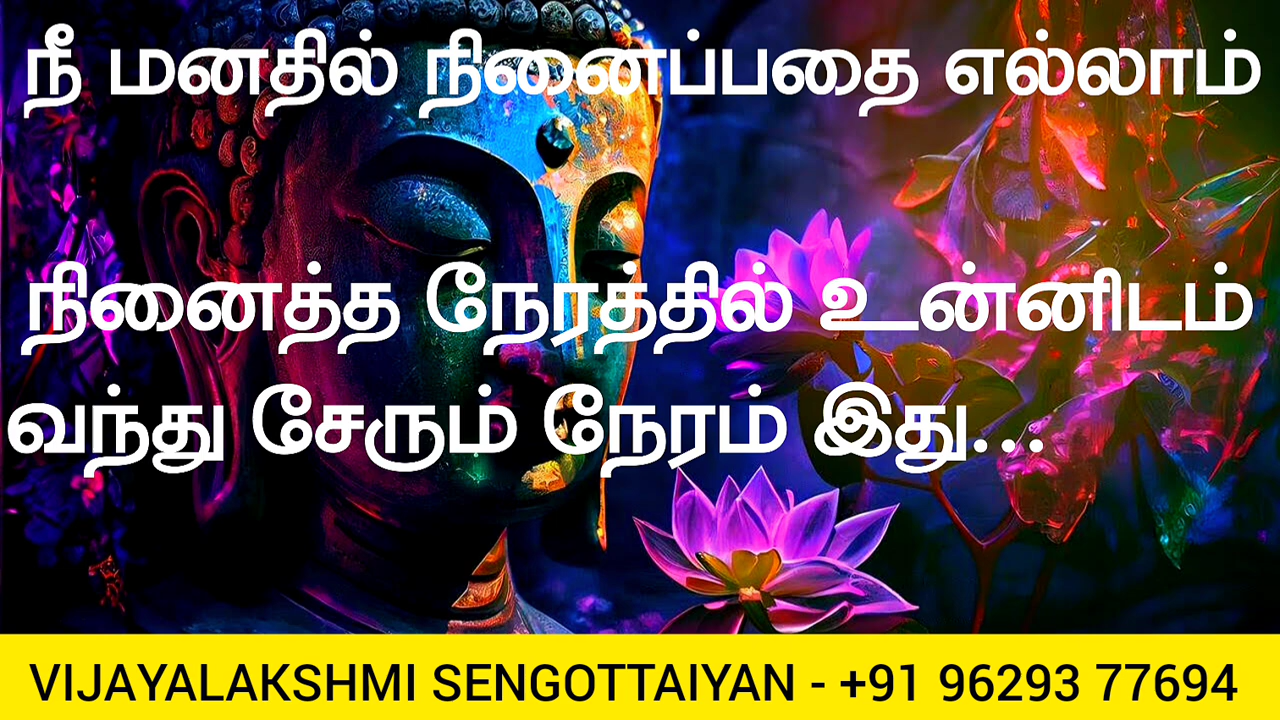 நீ மனதில் நினைப்பதை எல்லாம்
நினைத்த நேரத்தில் உன்னிடம்
வந்து சேரும் நேரம் இது...
VIJAYALAKSHMI SENGOTTAIYAN - +91 96293 77694